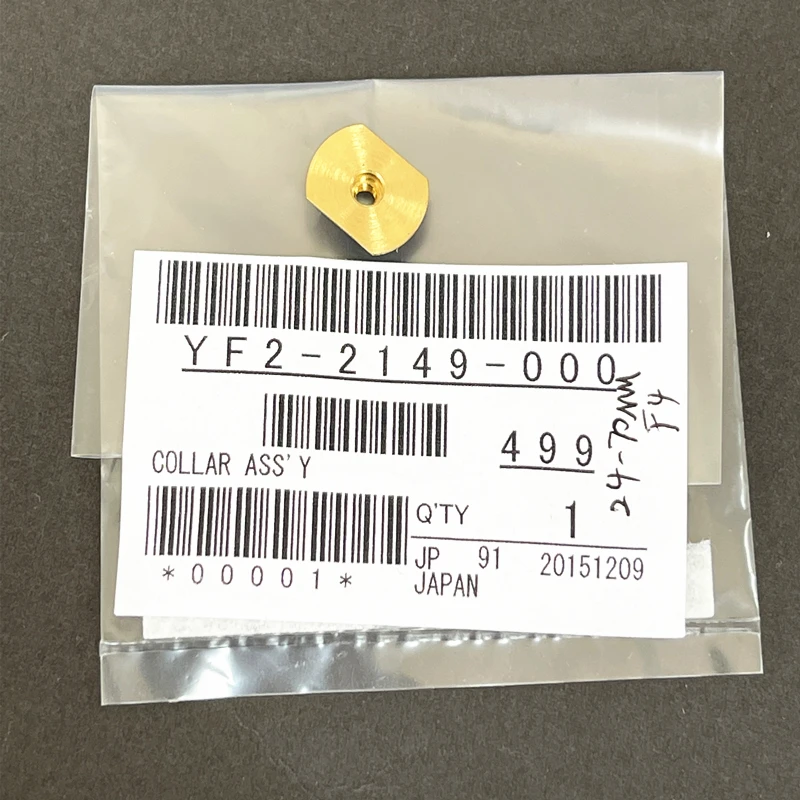 YF2-2149-000
499
COLLAR ASS'Y
Q'TY 1
*00001*
JP 91 20151209
JAPAN